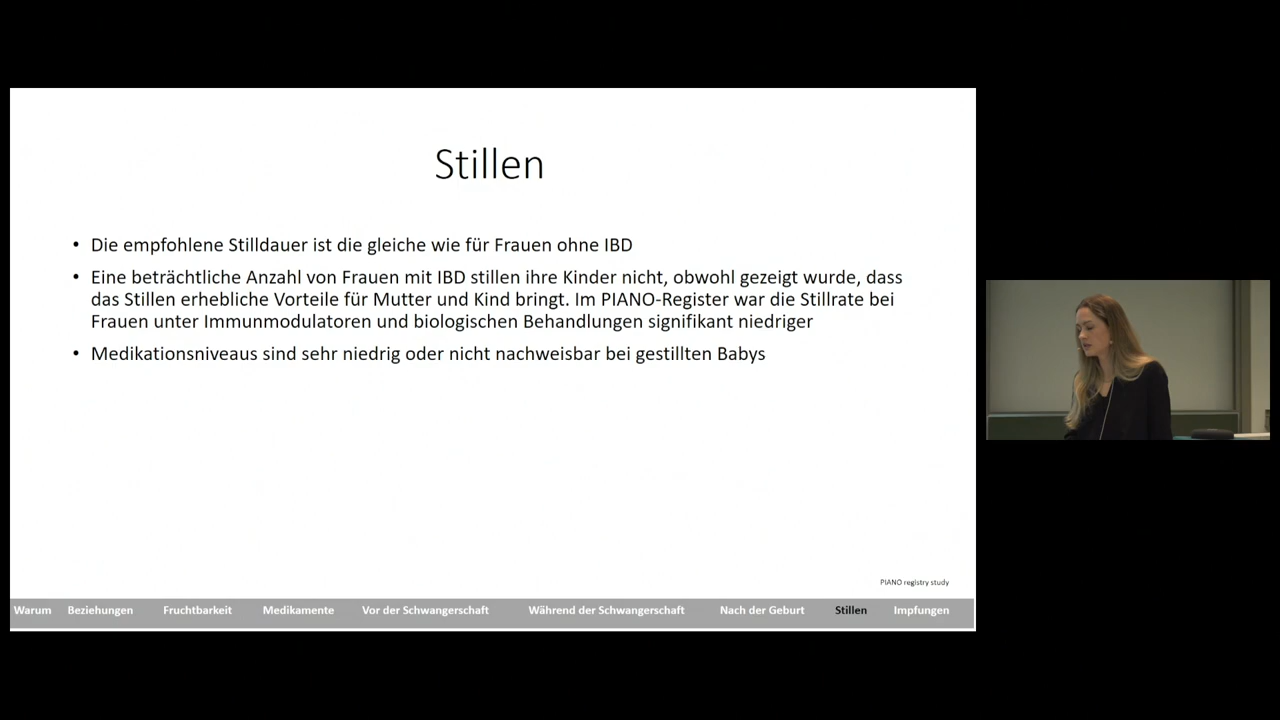 Stillen
• Die empfohlene Stilldauer ist die gleiche wie für Frauen ohne IBD
• Eine beträchtliche Anzahl von Frauen mit IBD stillen ihre Kinder nicht, obwohl gezeigt wurde, dass
das Stillen erhebliche Vorteile für Mutter und Kind bringt. Im PIANO-Register war die Stillrate bei
Frauen unter Immunmodulatoren und biologischen Behandlungen signifikant niedriger
• Medikationsniveaus sind sehr niedrig oder nicht nachweisbar bei gestillten Babys
PIANO registry study
Warum Beziehungen Fruchtbarkeit Medikamente Vor der Schwangerschaft Während der Schwangerschaft Nach der Geburt Stillen Impfungen